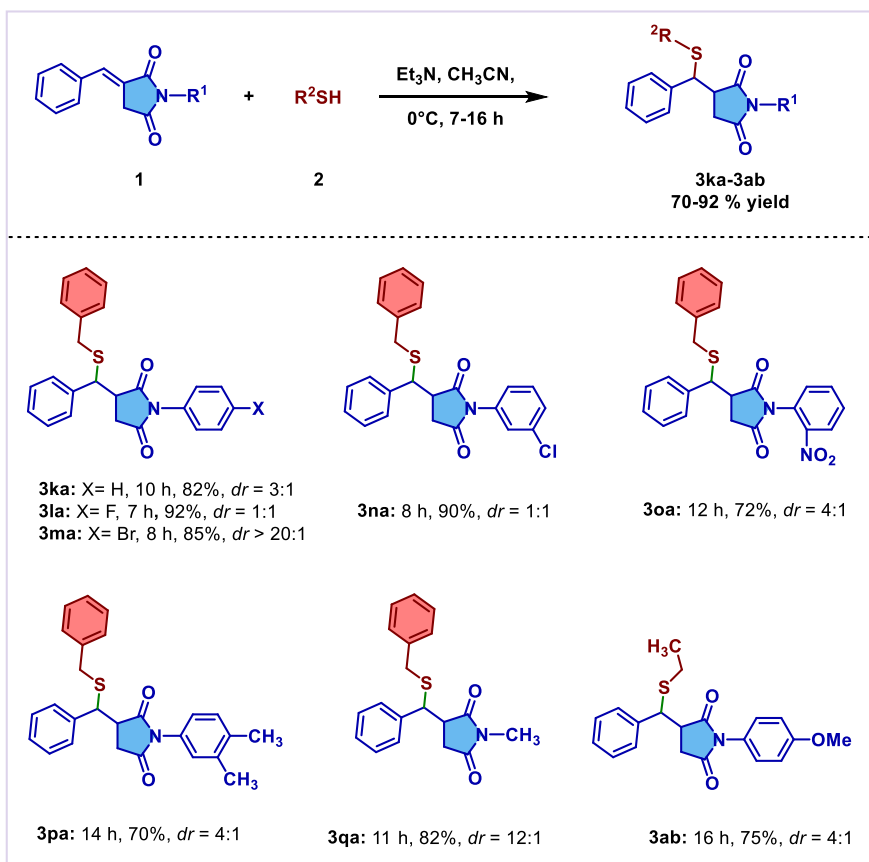 O
N–R¹
O
1
+
R²SH
2
Et₃N, CH₃CN,
0°C, 7-16 h
²R
S
O
N–R¹
O
3ka-3ab
70-92 % yield
S
O
N
X
O
3ka: X= H, 10 h, 82%, dr = 3:1
3la: X= F, 7 h, 92%, dr = 1:1
3ma: X= Br, 8 h, 85%, dr > 20:1
S
O
N
O
Cl
3na: 8 h, 90%, dr = 1:1
S
O
N
O
NO₂
3oa: 12 h, 72%, dr = 4:1
S
O
N
CH₃
O
CH₃
3pa: 14 h, 70%, dr = 4:1
S
O
N–CH₃
O
3qa: 11 h, 82%, dr = 12:1
H₃C
S
O
N
OMe
O
3ab: 16 h, 75%, dr = 4:1